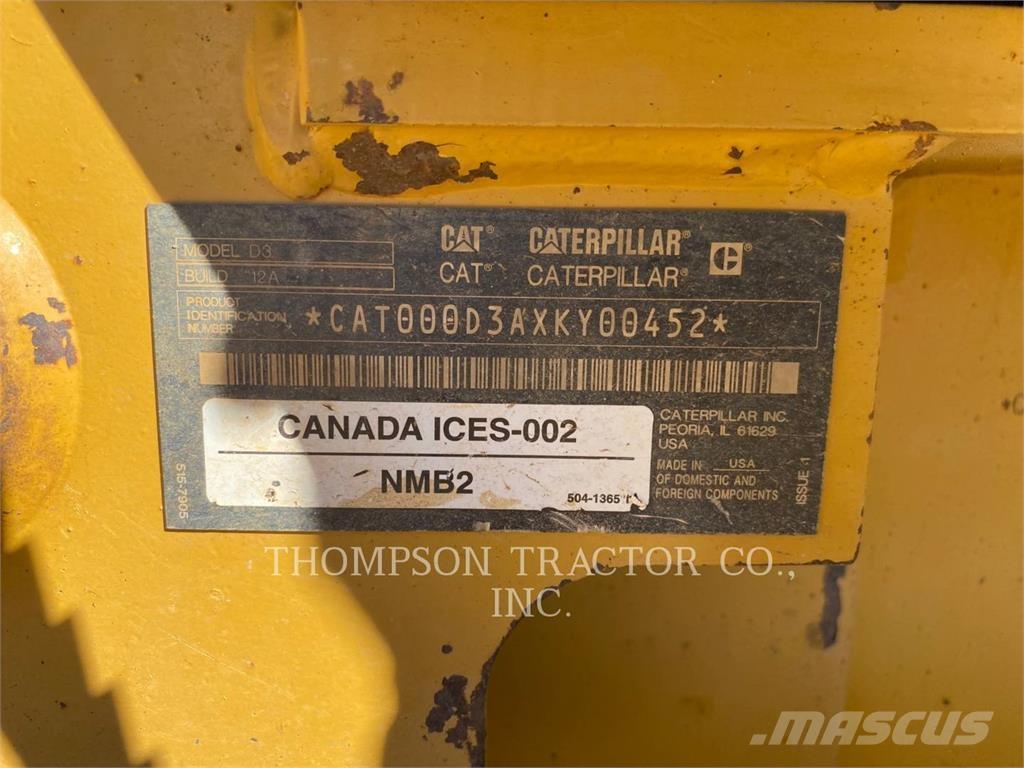 MODEL D3
BUILD 12A
CAT® CATERPILLAR®
CAT® CATERPILLAR®
C®
PRODUCT
IDENTIFICATION
NUMBER
*CAT000D3AXKY00452*
CANADA ICES-002
NMB2
504-1365
CATERPILLAR INC.
PEORIA, IL 61629
USA
MADE IN USA
OF DOMESTIC AND
FOREIGN COMPONENTS
ISSUE 1
THOMPSON TRACTOR CO.,
INC.
MASCUS